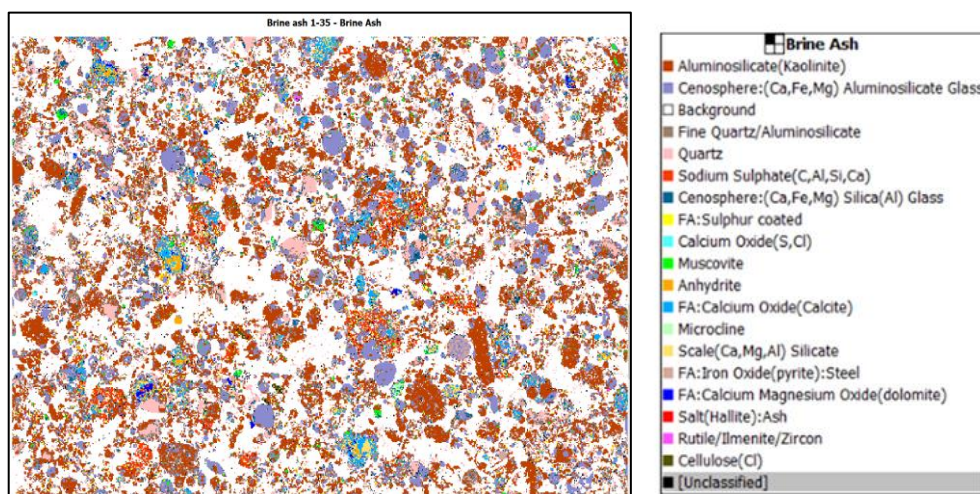 Brine ash 1-35 - Brine Ash
Brine Ash
Aluminosilicate(Kaolinite)
Cenosphere:(Ca,Fe,Mg) Aluminosilicate Glass
Background
Fine Quartz/Aluminosilicate
Quartz
Sodium Sulphate(C,Al,Si,Ca)
Cenosphere:(Ca,Fe,Mg) Silica(Al) Glass
FA:Sulphur coated
Calcium Oxide(S,Cl)
Muscovite
Anhydrite
FA:Calcium Oxide(Calcite)
Microcline
Scale(Ca,Mg,Al) Silicate
FA:Iron Oxide(pyrite):Steel
FA:Calcium Magnesium Oxide(dolomite)
Salt(Hallite):Ash
Rutile/Ilmenite/Zircon
Cellulose(Cl)
[Unclassified]